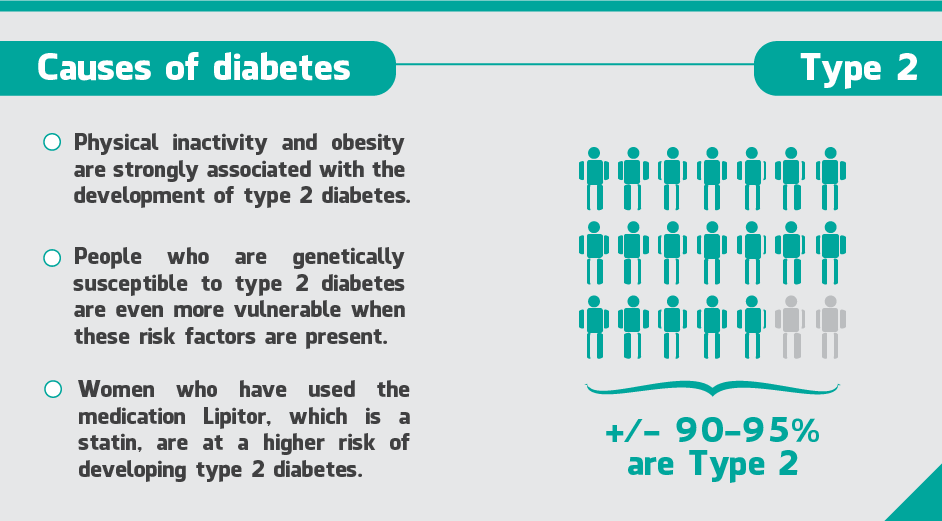 Causes of diabetes
Type 2
Physical inactivity and obesity
are strongly associated with the
development of type 2 diabetes.
People who are genetically
susceptible to type 2 diabetes
are even more vulnerable when
these risk factors are present.
Women who have used the
medication Lipitor, which is a
statin, are at a higher risk of
developing type 2 diabetes.
+/- 90-95%
are Type 2